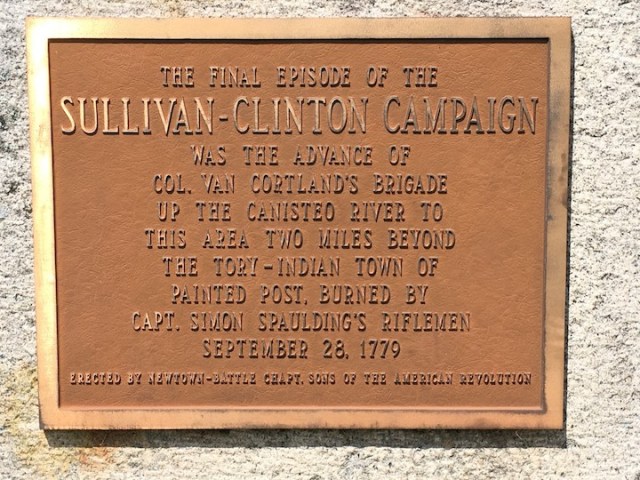 THE FINAL EPISODE OF THE
SULLIVAN-CLINTON CAMPAIGN
WAS THE ADVANCE OF
COL. VAN CORTLAND'S BRIGADE
UP THE CANISTEO RIVER TO
THIS AREA TWO MILES BEYOND
THE TORY-INDIAN TOWN OF
PAINTED POST, BURNED BY
CAPT. SIMON SPAULDING'S RIFLEMEN
SEPTEMBER 28, 1779
ERECTED BY NEWTOWN-BATTLE CHAPT. SONS OF THE AMERICAN REVOLUTION